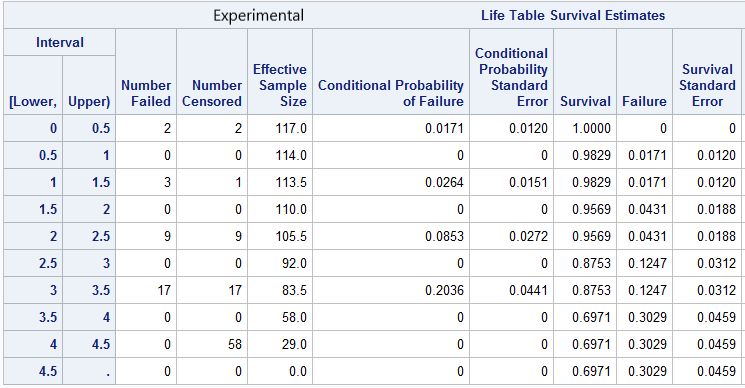 Experimental Life Table Survival Estimates
Interval
[Lower, Upper) Number Failed Number Censored Effective Sample Size Conditional Probability of Failure Conditional Probability Standard Error Survival Failure Survival Standard Error
0 0.5 2 2 117.0 0.0171 0.0120 1.0000 0 0
0.5 1 0 0 114.0 0 0 0.9829 0.0171 0.0120
1 1.5 3 1 113.5 0.0264 0.0151 0.9829 0.0171 0.0120
1.5 2 0 0 110.0 0 0 0.9569 0.0431 0.0188
2 2.5 9 9 105.5 0.0853 0.0272 0.9569 0.0431 0.0188
2.5 3 0 0 92.0 0 0 0.8753 0.1247 0.0312
3 3.5 17 17 83.5 0.2036 0.0441 0.8753 0.1247 0.0312
3.5 4 0 0 58.0 0 0 0.6971 0.3029 0.0459
4 4.5 0 58 29.0 0 0 0.6971 0.3029 0.0459
4.5 . 0 0 0.0 0 0 0.6971 0.3029 0.0459